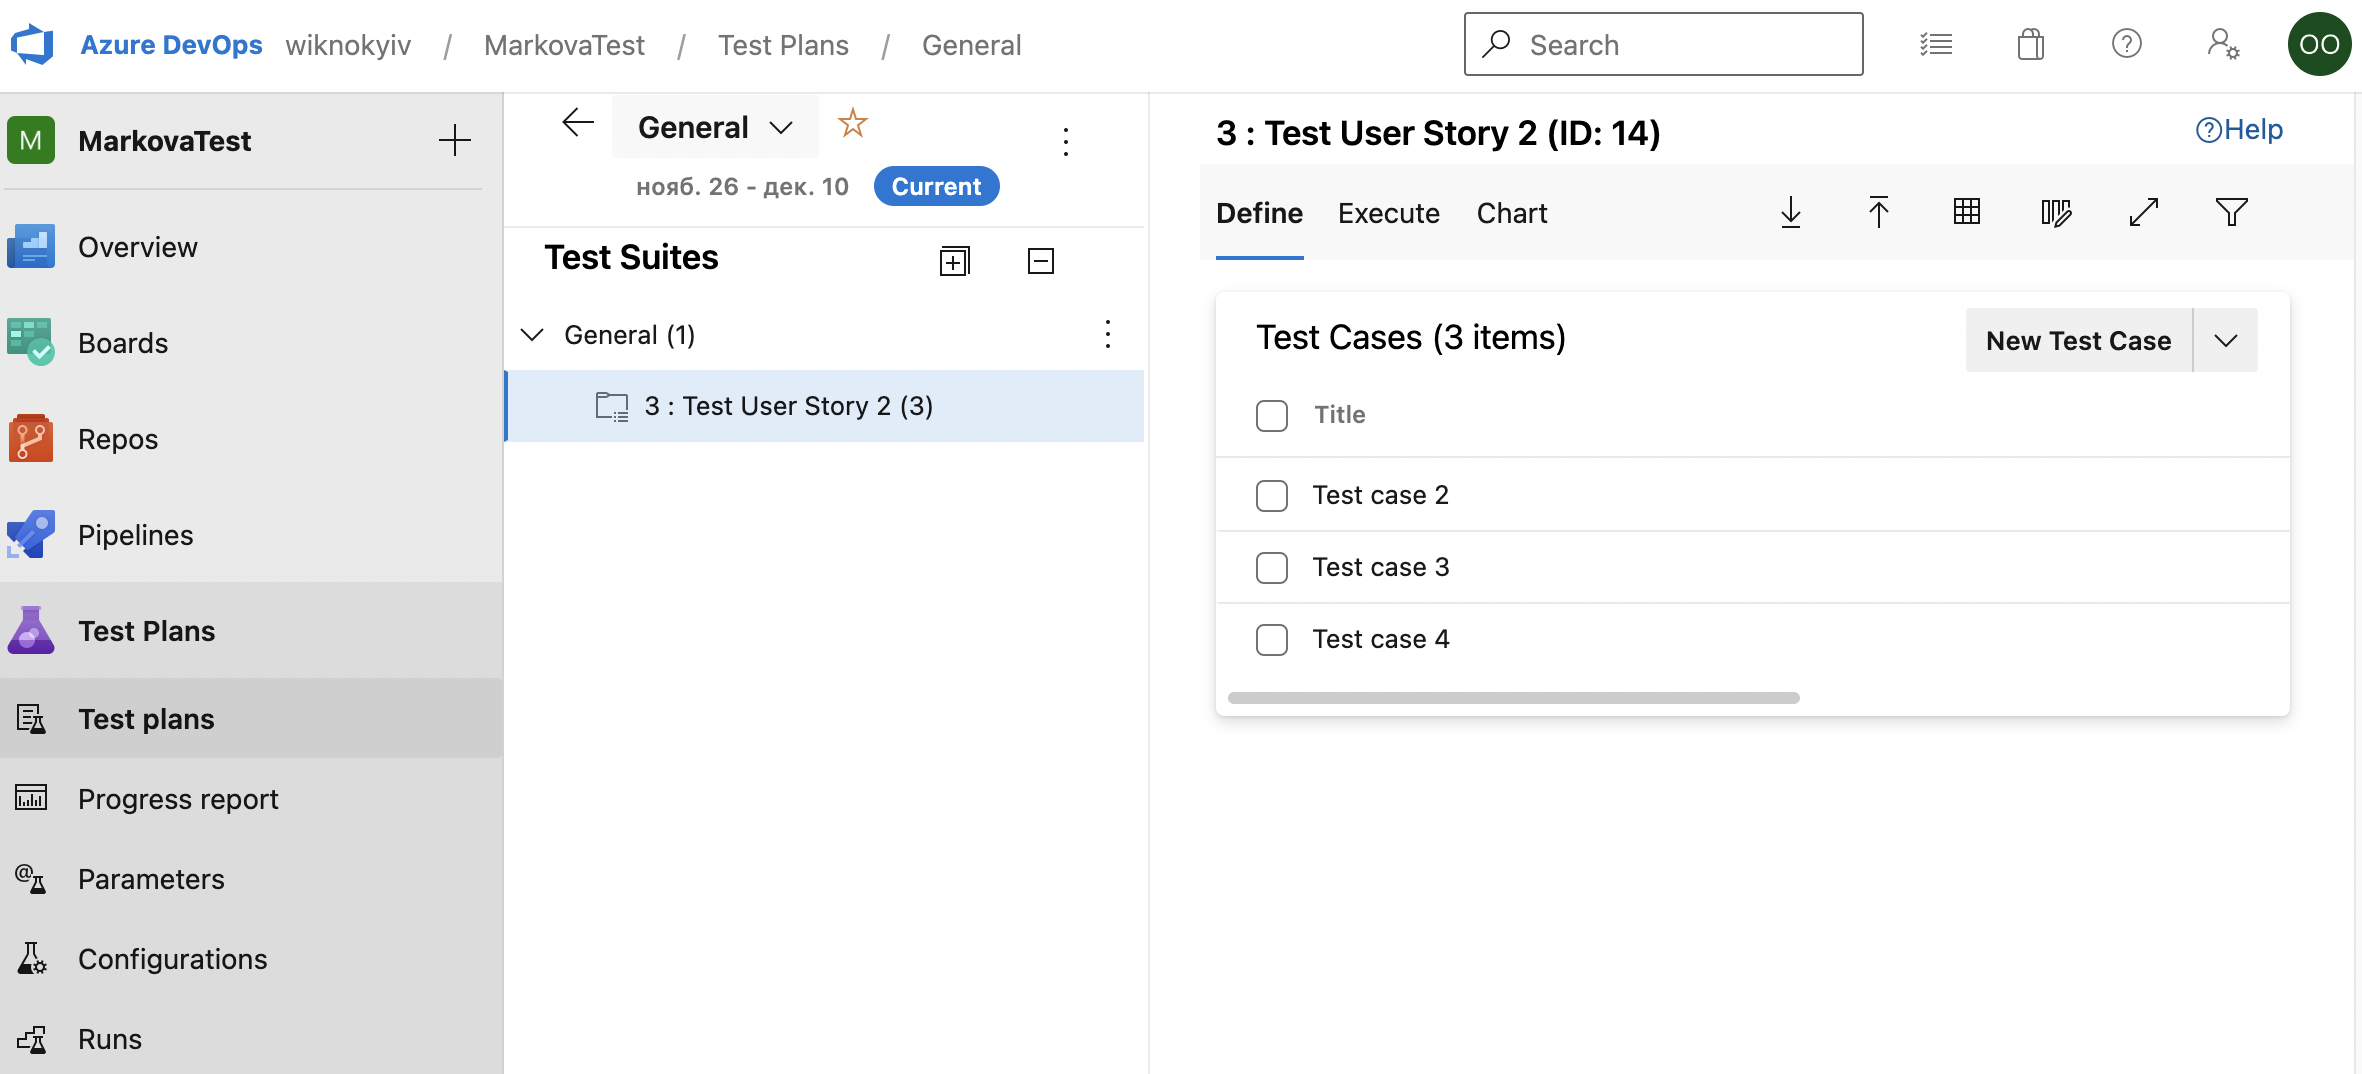 Azure DevOps wiknokyiv / MarkovaTest / Test Plans / General
Search
OO
M MarkovaTest
Overview
Boards
Repos
Pipelines
Test Plans
Test plans
Progress report
Parameters
Configurations
Runs
General
нояб. 26 - дек. 10 Current
Test Suites
General (1)
3 : Test User Story 2 (3)
3 : Test User Story 2 (ID: 14)
Help
Define Execute Chart
Test Cases (3 items)
New Test Case
Title
Test case 2
Test case 3
Test case 4